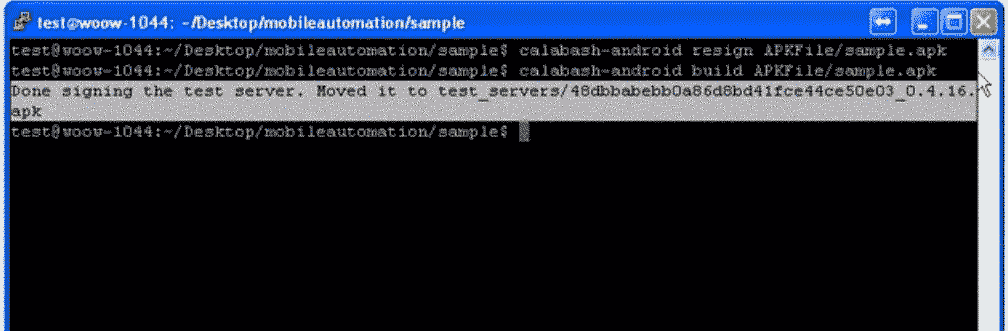 test@woow-1044: ~/Desktop/mobileautomation/sample
test@woow-1044:~/Desktop/mobileautomation/sample$ calabash-android resign APKFile/sample.apk
test@woow-1044:~/Desktop/mobileautomation/sample$ calabash-android build APKFile/sample.apk
Done signing the test server. Moved it to test_servers/48dbbabebb0a86d8bd41fce44ce50e03_0.4.16.
apk
test@woow-1044:~/Desktop/mobileautomation/sample$